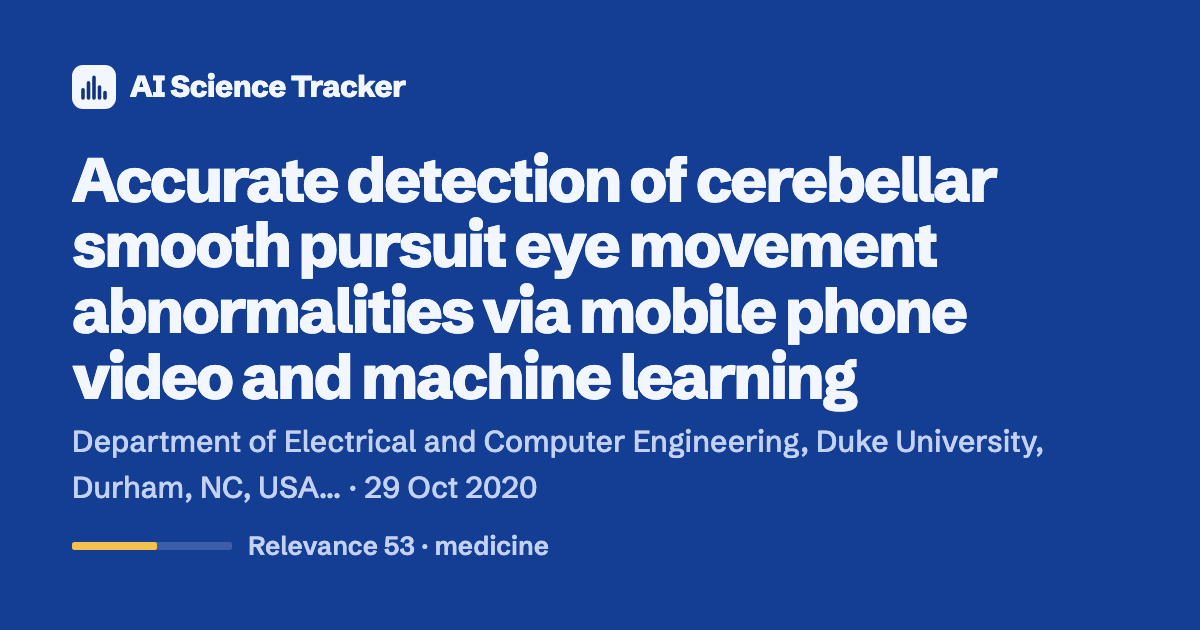 AI Science Tracker
Accurate detection of cerebellar
smooth pursuit eye movement
abnormalities via mobile phone
video and machine learning
Department of Electrical and Computer Engineering, Duke University,
Durham, NC, USA... · 29 Oct 2020
Relevance 53 · medicine